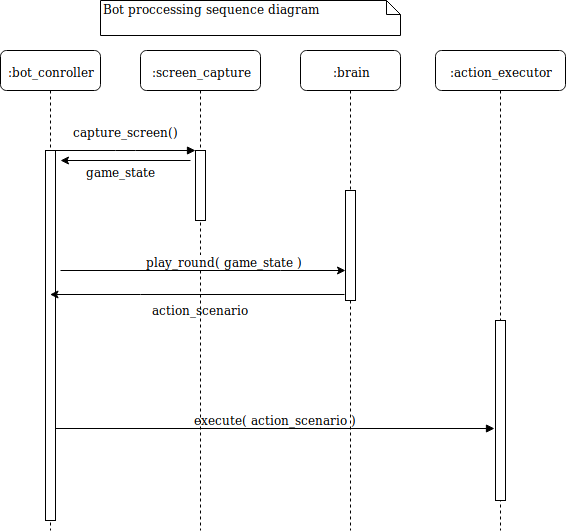 Bot proccessing sequence diagram
:bot_conroller
:screen_capture
:brain
:action_executor
capture_screen()
game_state
play_round( game_state )
action_scenario
execute( action_scenario )